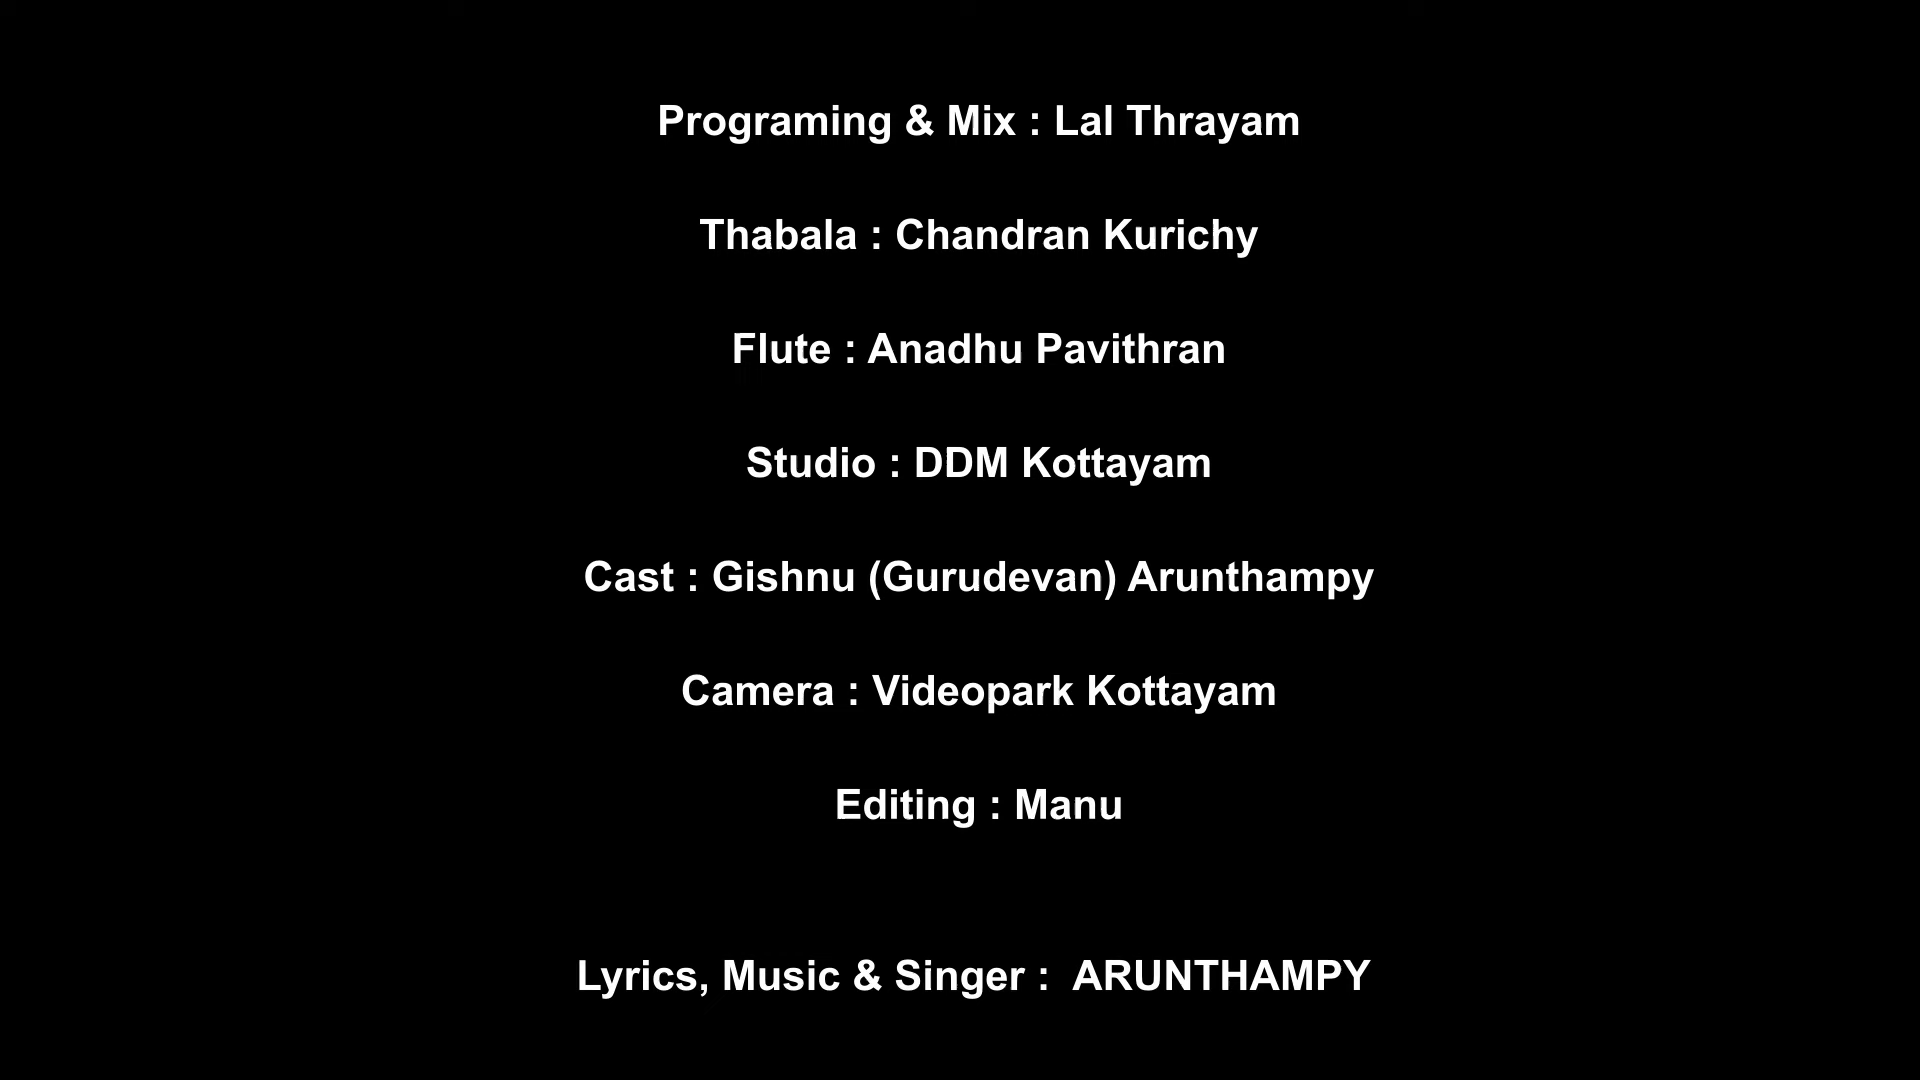 Programing & Mix : Lal Thrayam
Thabala : Chandran Kurichy
Flute : Anadhu Pavithran
Studio : DDM Kottayam
Cast : Gishnu (Gurudevan) Arunthampy
Camera : Videopark Kottayam
Editing : Manu
Lyrics, Music & Singer :  ARUNTHAMPY